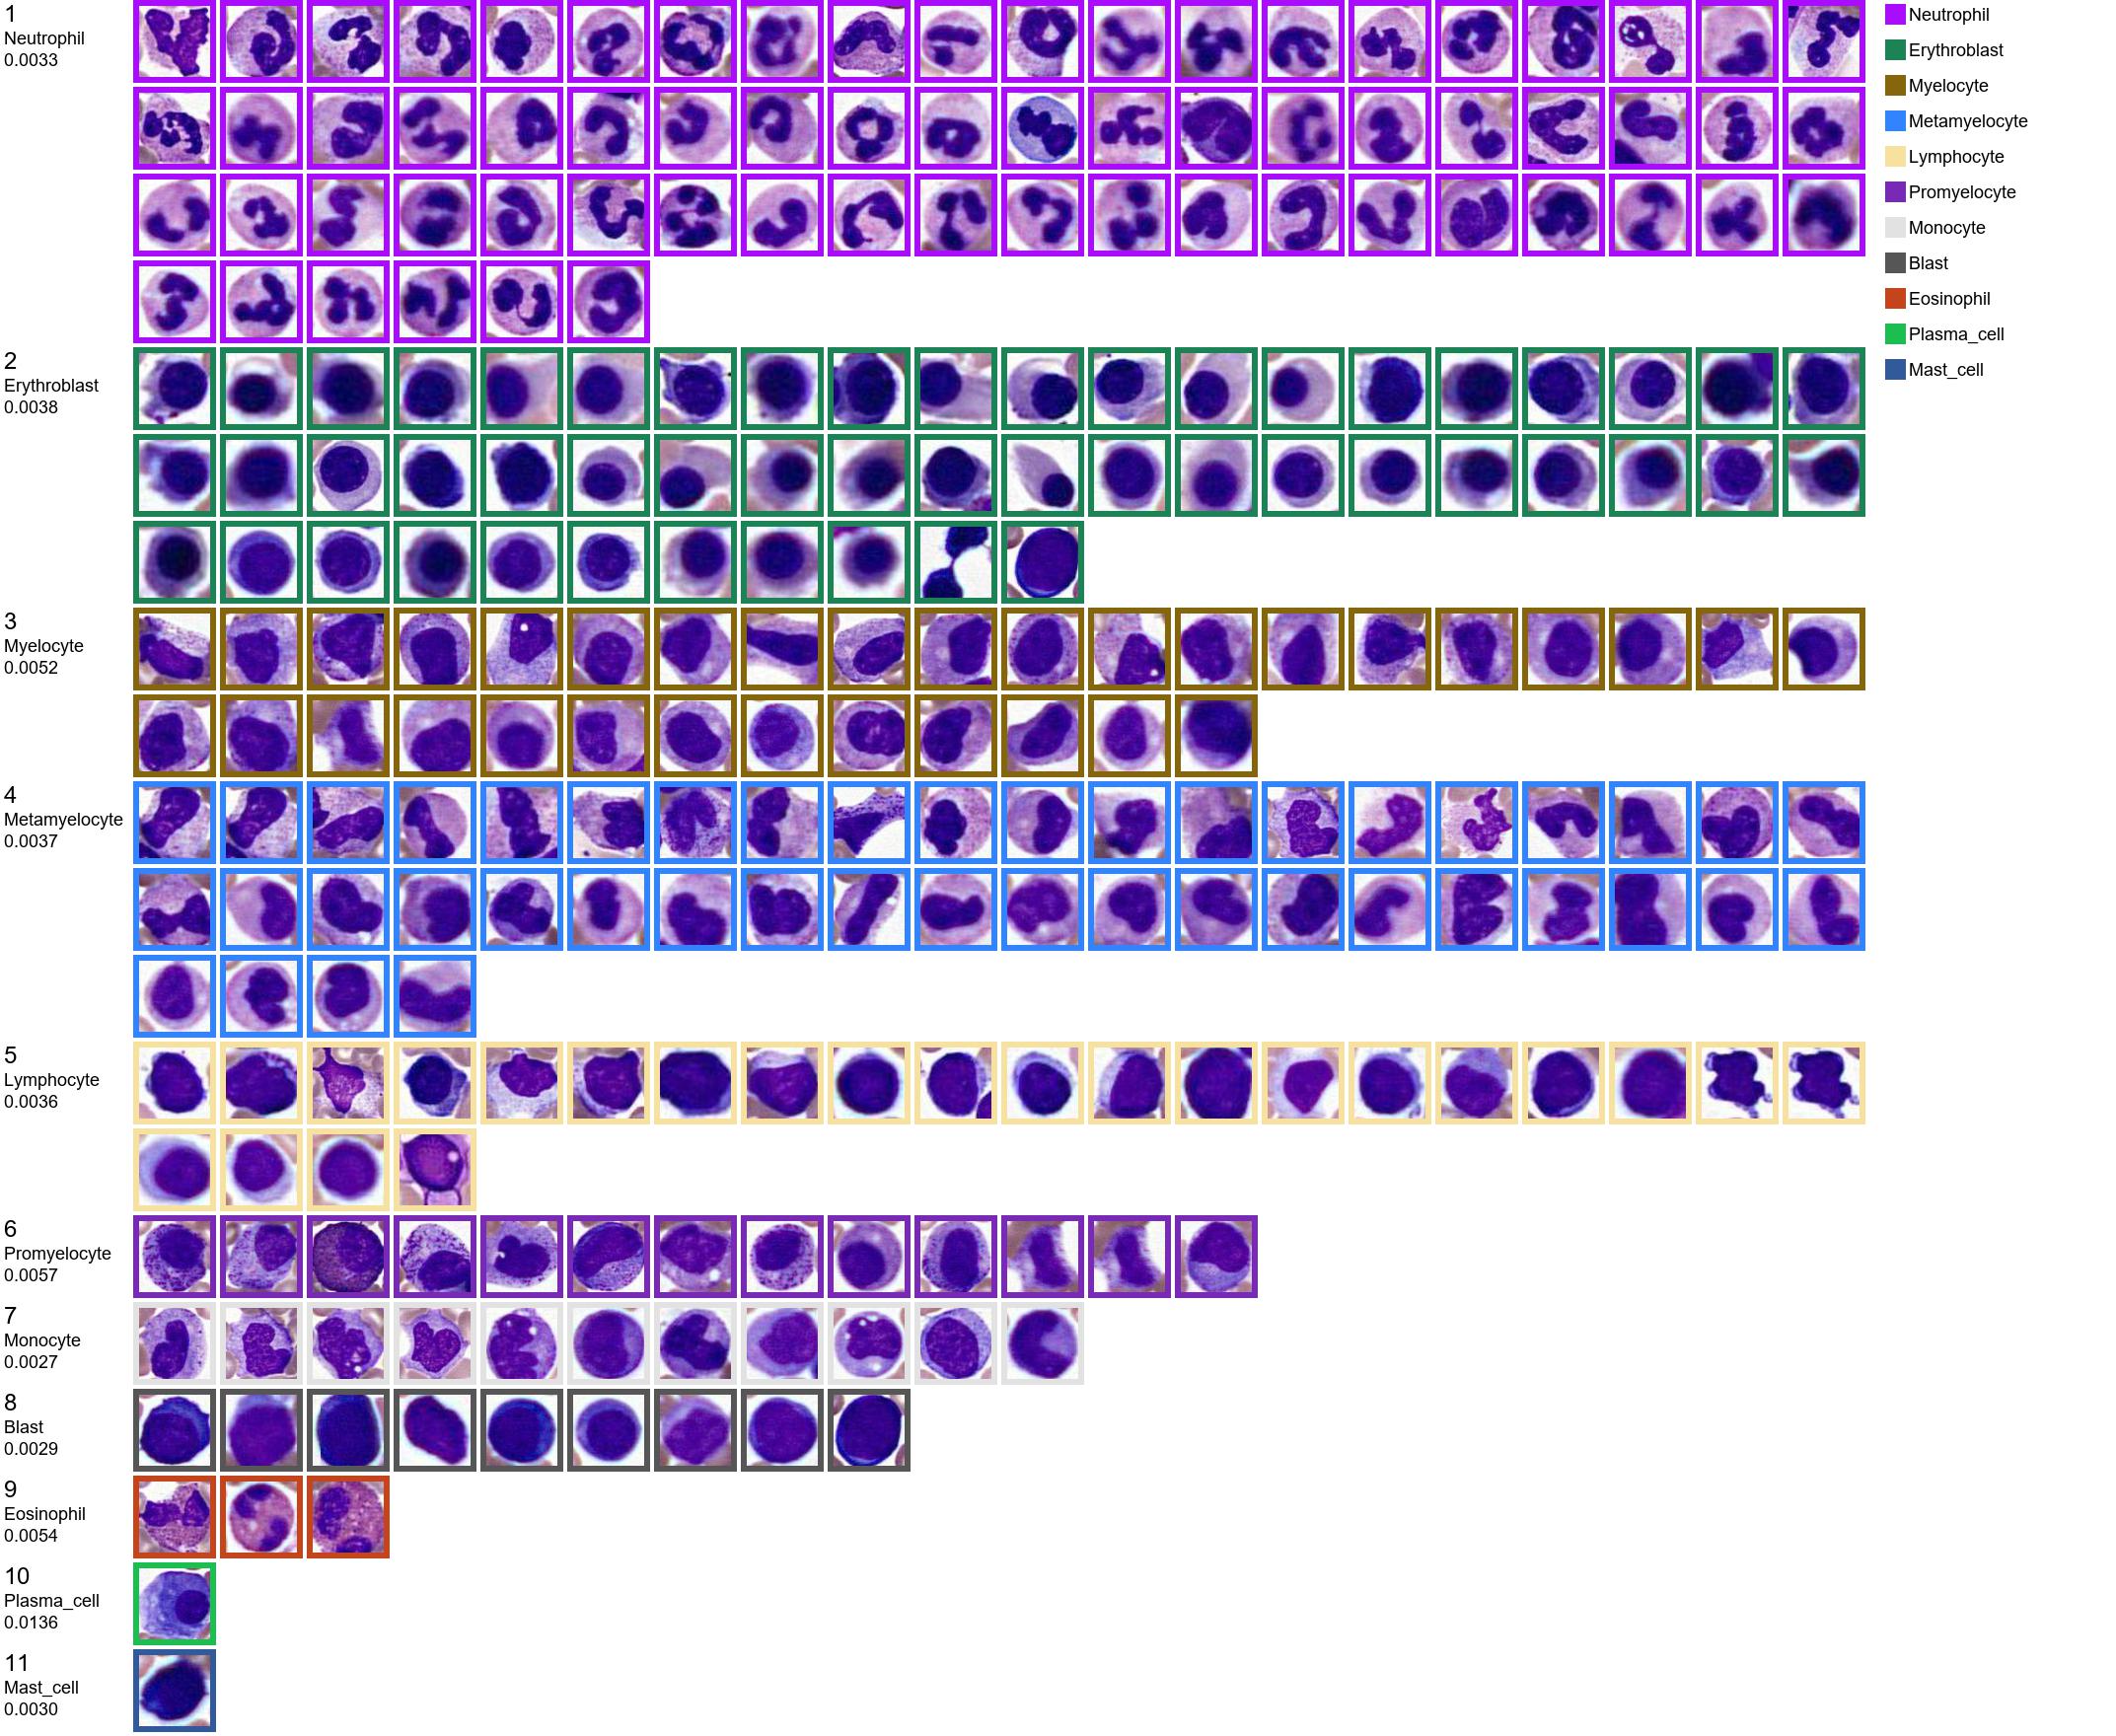 1
Neutrophil
0.0033
2
Erythroblast
0.0038
3
Myelocyte
0.0052
4
Metamyelocyte
0.0037
5
Lymphocyte
0.0036
6
Promyelocyte
0.0057
7
Monocyte
0.0027
8
Blast
0.0029
9
Eosinophil
0.0054
10
Plasma_cell
0.0136
11
Mast_cell
0.0030
Neutrophil
Erythroblast
Myelocyte
Metamyelocyte
Lymphocyte
Promyelocyte
Monocyte
Blast
Eosinophil
Plasma_cell
Mast_cell